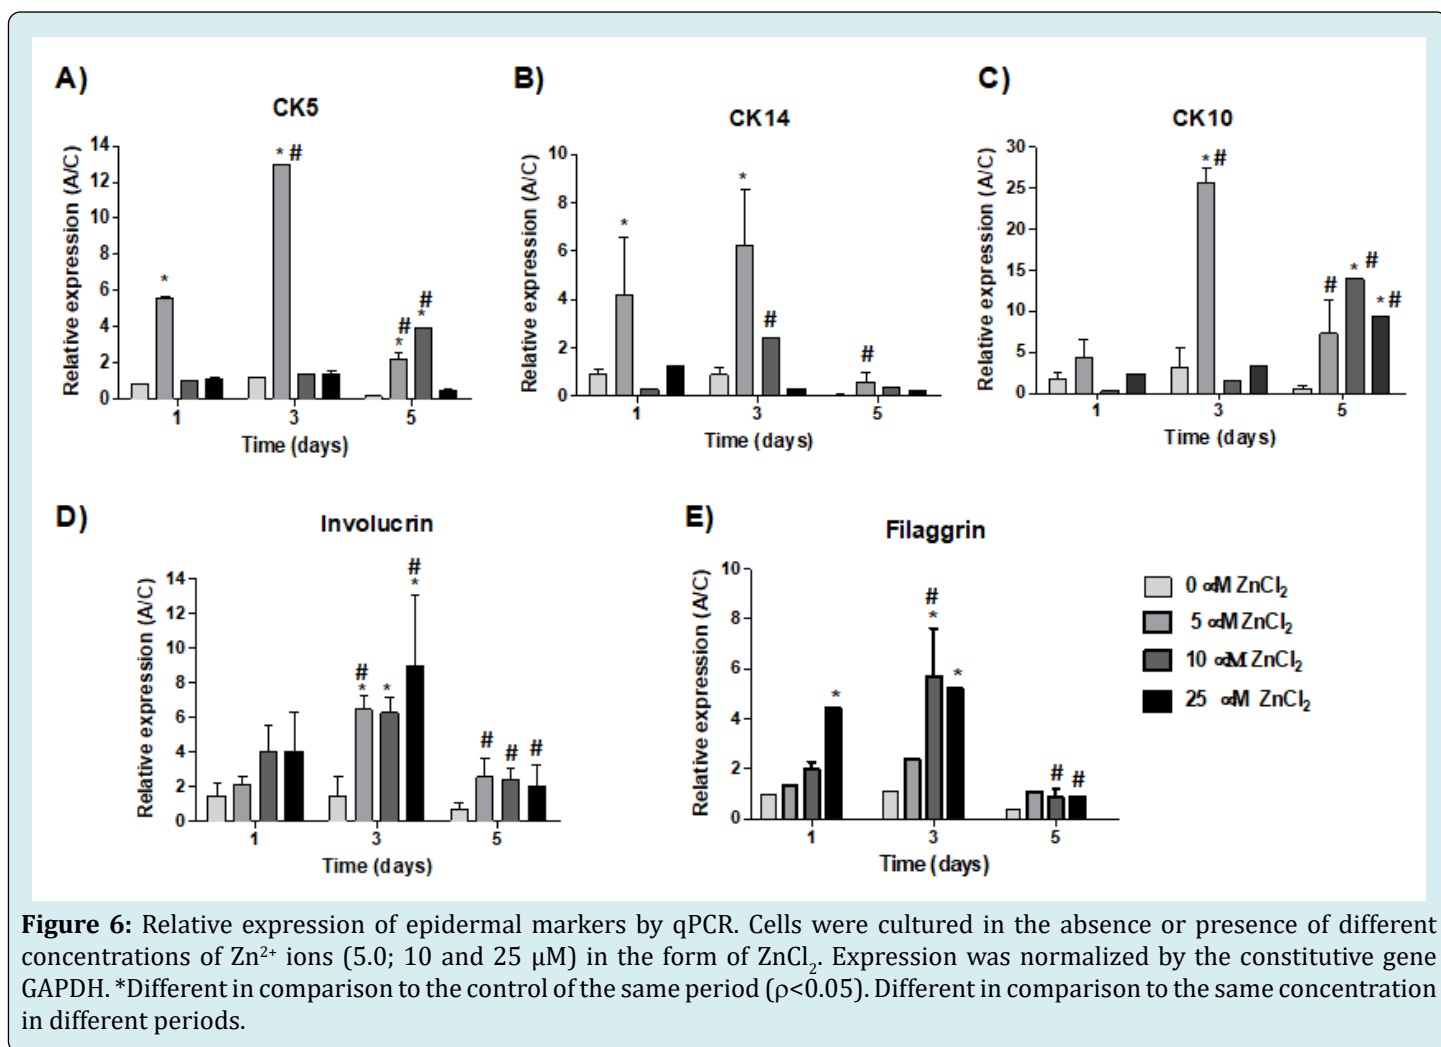 A)
CK5
Relative expression (A/C)
14
12
10
8
6
4
2
0
*
* #
#
*
#
*
1 3 5
Time (days)
B)
CK14
Relative expression (A/C)
10
8
6
4
2
0
*
*
#
#
1 3 5
Time (days)
C)
CK10
Relative expression (A/C)
30
25
20
15
10
5
0
* #
#
* #
* #
1 3 5
Time (days)
D)
Involucrin
Relative expression (A/C)
14
12
10
8
6
4
2
0
#
*
*
#
*
# # #
1 3 5
Time (days)
E)
Filaggrin
Relative expression (A/C)
10
8
6
4
2
0
*
#
*
*
# #
1 3 5
Time (days)
0 ∝M ZnCl₂
5 ∝M ZnCl₂
10 ∝M ZnCl₂
25 ∝M ZnCl₂
Figure 6: Relative expression of epidermal markers by qPCR. Cells were cultured in the absence or presence of different
concentrations of Zn²⁺ ions (5.0; 10 and 25 μM) in the form of ZnCl₂. Expression was normalized by the constitutive gene
GAPDH. *Different in comparison to the control of the same period (ρ<0.05). Different in comparison to the same concentration
in different periods.